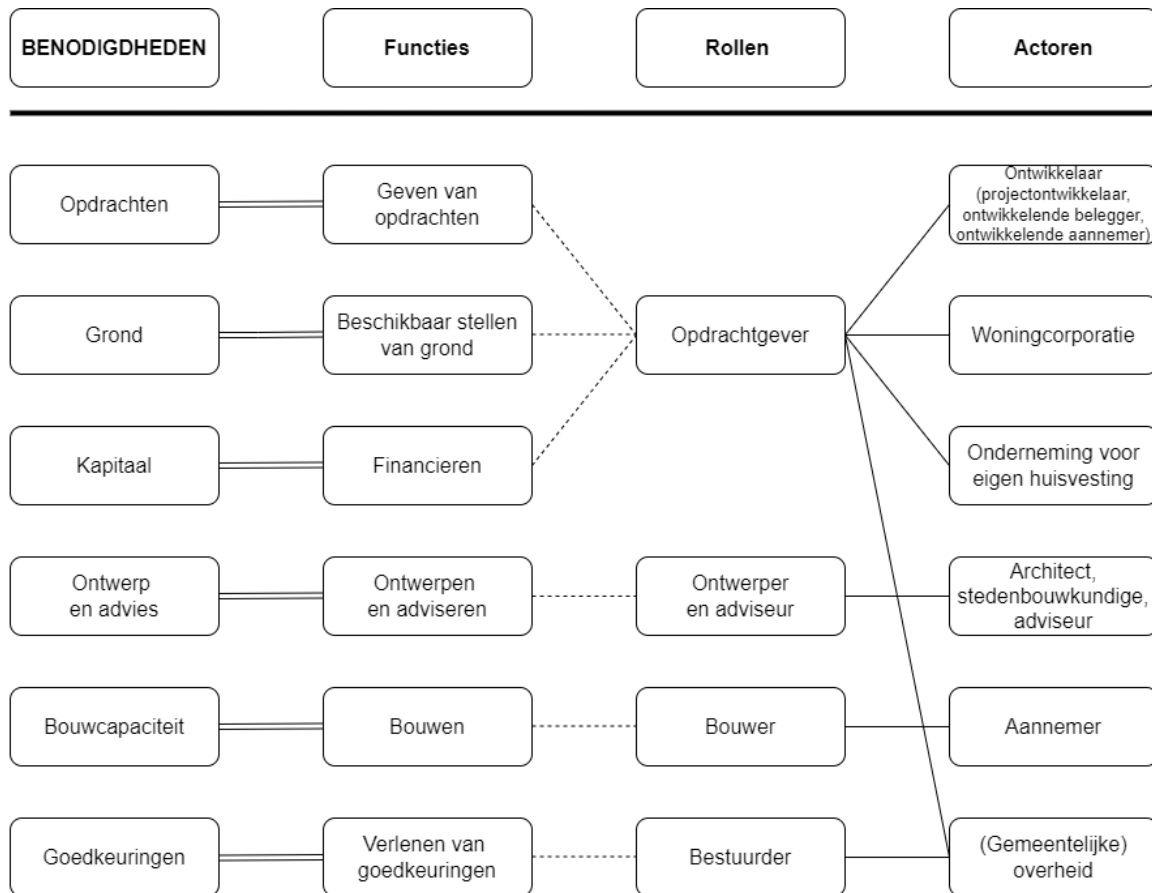 BENODIGDHEDEN
Functies
Rollen
Actoren
Opdrachten
Geven van
opdrachten
Ontwikkelaar
(projectontwikkelaar,
ontwikkelende belegger,
ontwikkelende aannemer)
Grond
Beschikbaar stellen
van grond
Opdrachtgever
Woningcorporatie
Kapitaal
Financieren
Onderneming voor
eigen huisvesting
Ontwerp
en advies
Ontwerpen
en adviseren
Ontwerper
en adviseur
Architect,
stedenbouwkundige,
adviseur
Bouwcapaciteit
Bouwen
Bouwer
Aannemer
Goedkeuringen
Verlenen van
goedkeuringen
Bestuurder
(Gemeentelijke)
overheid